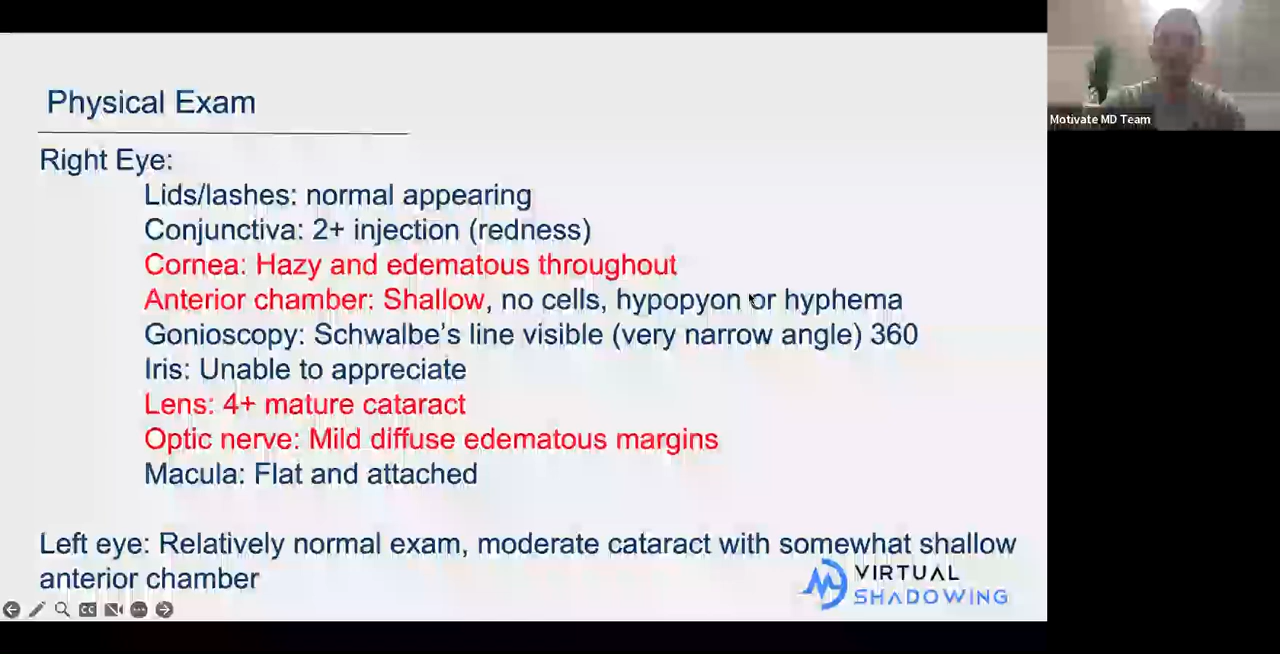 Physical Exam
Motivate MD Team
Right Eye:
Lids/lashes: normal appearing
Conjunctiva: 2+ injection (redness)
Cornea: Hazy and edematous throughout
Anterior chamber: Shallow, no cells, hypopyon or hyphema
Gonioscopy: Schwalbe's line visible (very narrow angle) 360
Iris: Unable to appreciate
Lens: 4+ mature cataract
Optic nerve: Mild diffuse edematous margins
Macula: Flat and attached
Left eye: Relatively normal exam, moderate cataract with somewhat shallow
anterior chamber
VIRTUAL
SHADOWING
CC